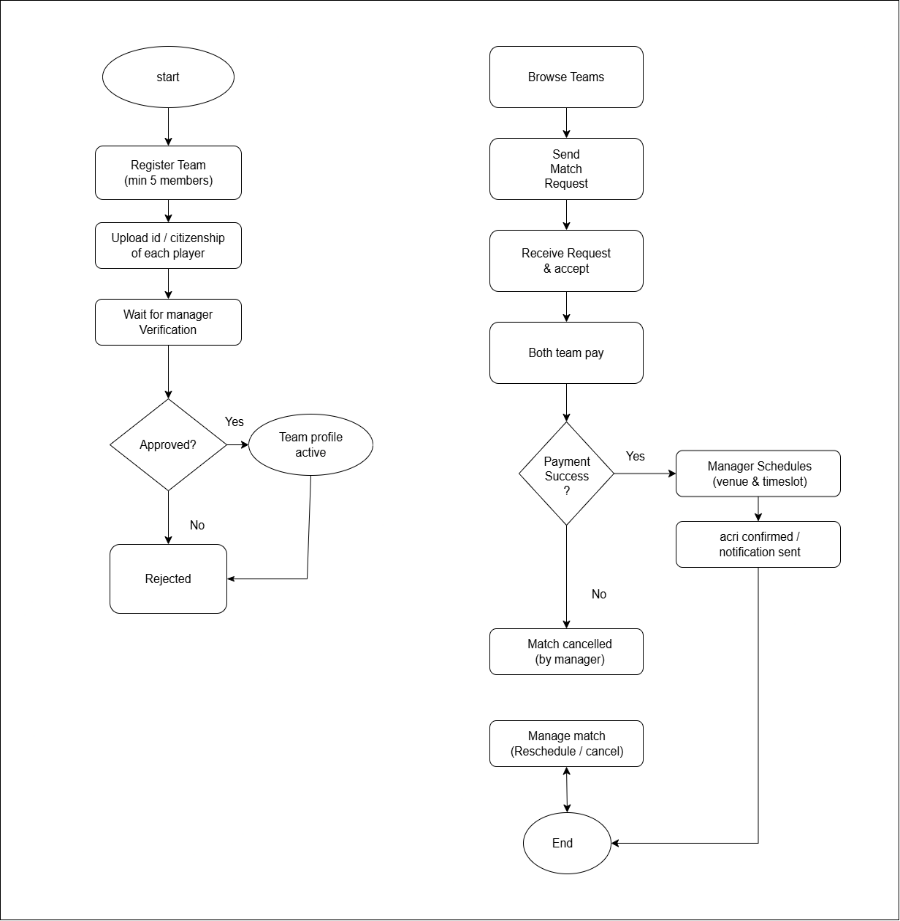 start
Register Team
(min 5 members)
Upload id / citizenship
of each player
Wait for manager
Verification
Approved?
Yes
Team profile
active
No
Rejected
Browse Teams
Send
Match
Request
Receive Request
& accept
Both team pay
Payment
Success
?
Yes
Manager Schedules
(venue & timeslot)
acri confirmed /
notification sent
No
Match cancelled
(by manager)
Manage match
(Reschedule / cancel)
End